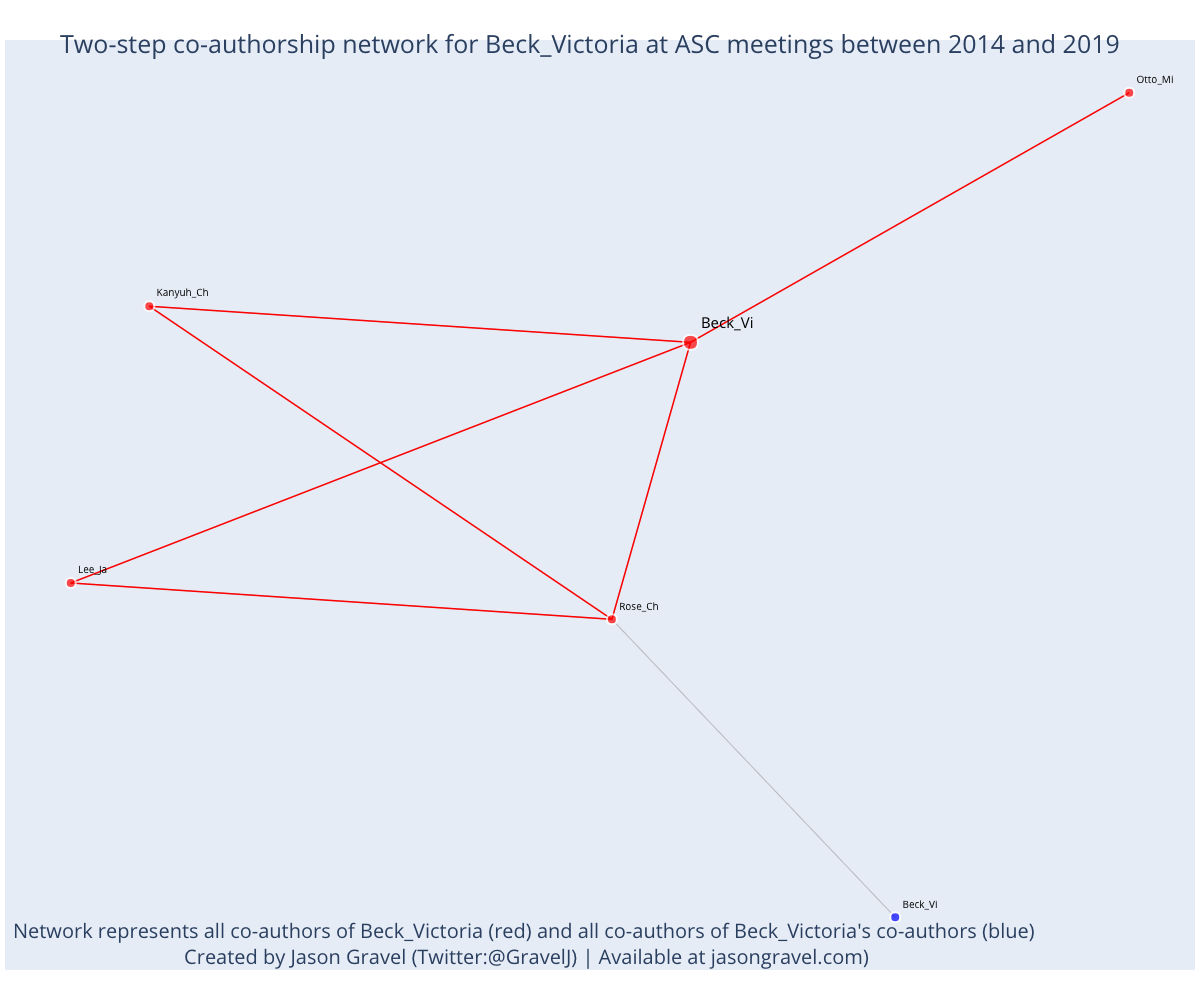 Two-step co-authorship network for Beck_Victoria at ASC meetings between 2014 and 2019
Otto_Mi
Kanyuh_Ch
Beck_Vi
Lee_Ja
Rose_Ch
Beck_Vi
Network represents all co-authors of Beck_Victoria (red) and all co-authors of Beck_Victoria's co-authors (blue)
Created by Jason Gravel (Twitter:@GravelJ) | Available at jasongravel.com)